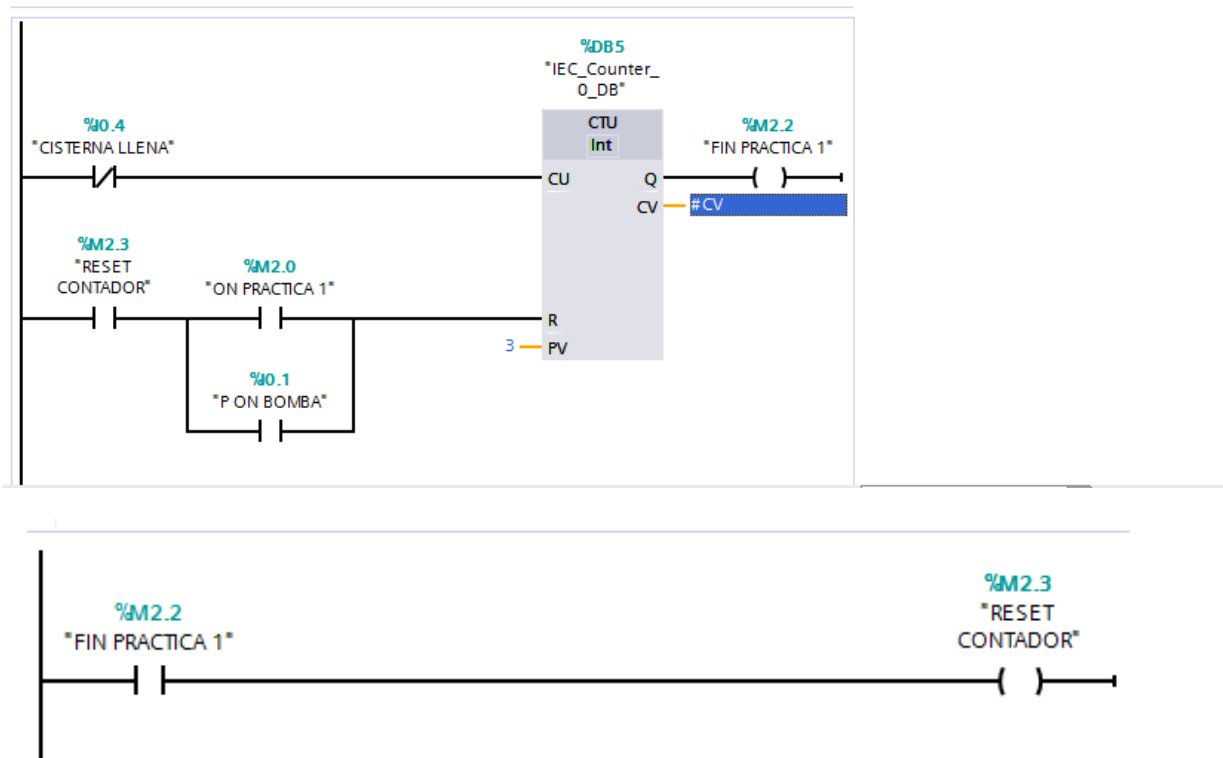 %DB5
"IEC_Counter_
0_DB"
CTU
Int
%I0.4
"CISTERNA LLENA"
%M2.2
"FIN PRACTICA 1"
CU
Q
CV
#CV
%M2.3
"RESET
CONTADOR"
%M2.0
"ON PRACTICA 1"
R
3
PV
%I0.1
"P ON BOMBA"
%M2.2
"FIN PRACTICA 1"
%M2.3
"RESET
CONTADOR"